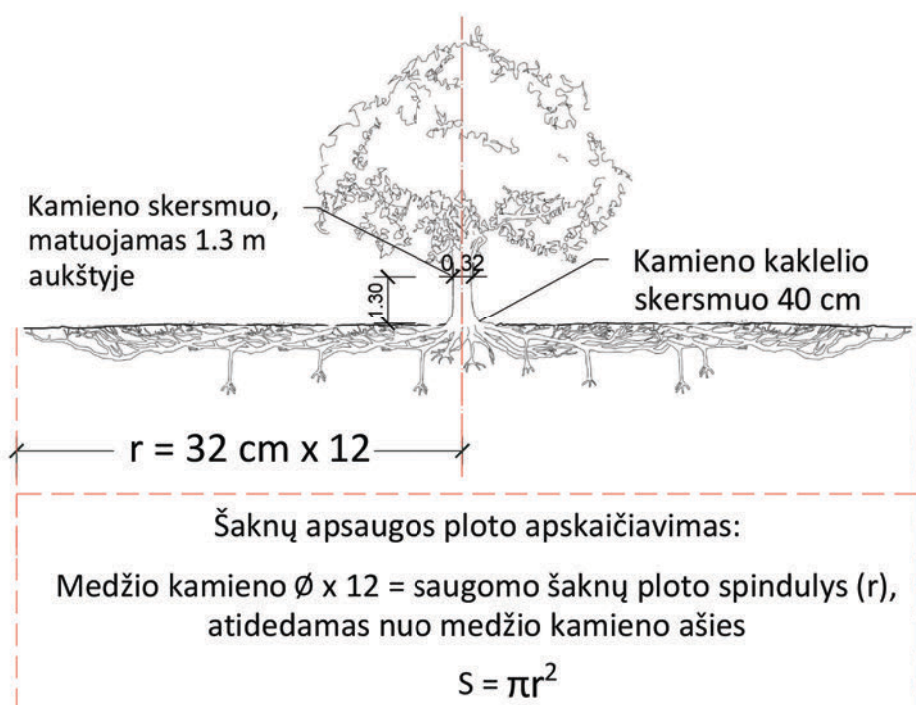 Kamieno skersmuo,
matuojamas 1.3 m
aukštyje
0,32
1.30
Kamieno kaklelio
skersmuo 40 cm
r = 32 cm x 12
Šaknų apsaugos ploto apskaičiavimas:
Medžio kamieno Ø x 12 = saugomo šaknų ploto spindulys (r),
atidedamas nuo medžio kamieno ašies
S = πr²